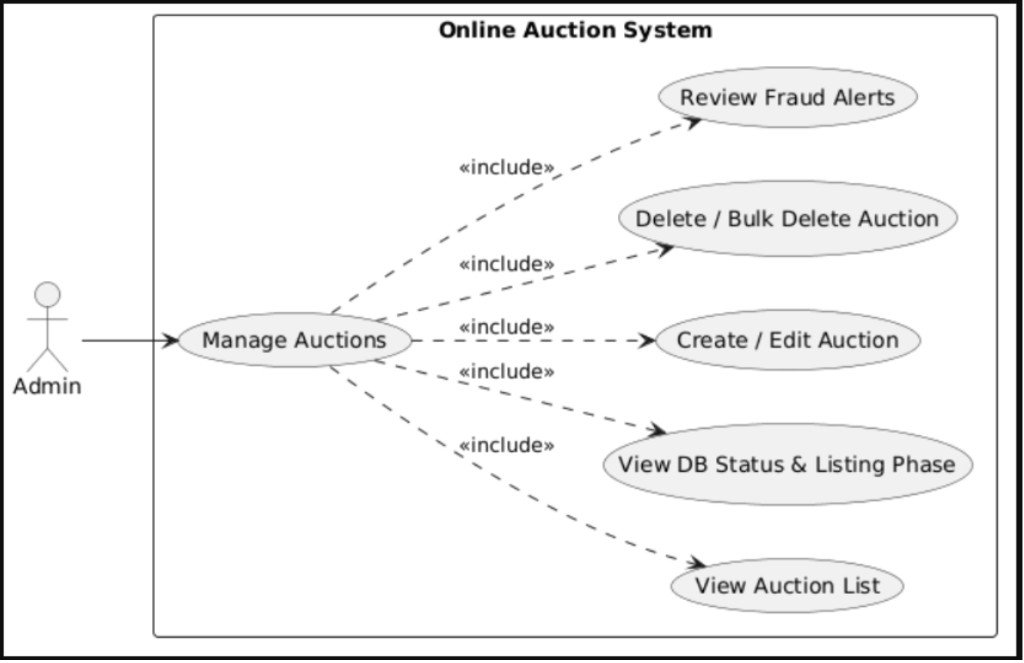 Online Auction System
Review Fraud Alerts
«include»
Delete / Bulk Delete Auction
«include»
«include»
Manage Auctions
Create / Edit Auction
«include»
Admin
«include»
View DB Status & Listing Phase
View Auction List